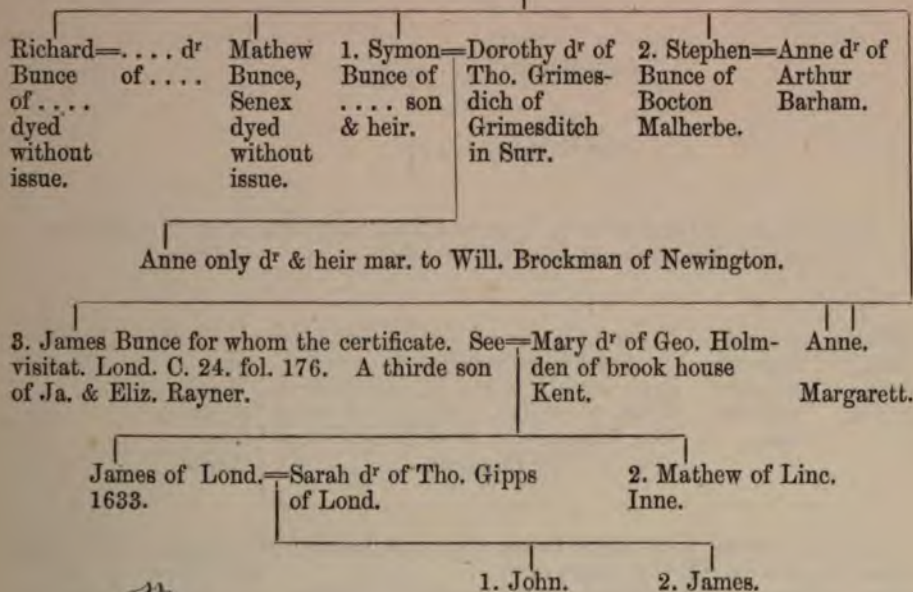 Richard=.... dr
Bunce of ....
of ....
dyed
without
issue.
Mathew
Bunce,
Senex
dyed
without
issue.
1. Symon=Dorothy dr of
Bunce of Tho. Grimes-
.... son dich of
& heir. Grimesditch
in Surr.
2. Stephen=Anne dr of
Bunce of Arthur
Bocton Barham.
Malherbe.
Anne only dr & heir mar. to Will. Brockman of Newington.
3. James Bunce for whom the certificate. See=Mary dr of Geo. Holm-
visitat. Lond. C. 24. fol. 176. A thirde son den of brook house
of Ja. & Eliz. Rayner. Kent.
Anne.
Margarett.
James of Lond.=Sarah dr of Tho. Gipps
1633. of Lond.
2. Mathew of Linc.
Inne.
1. John. 2. James.